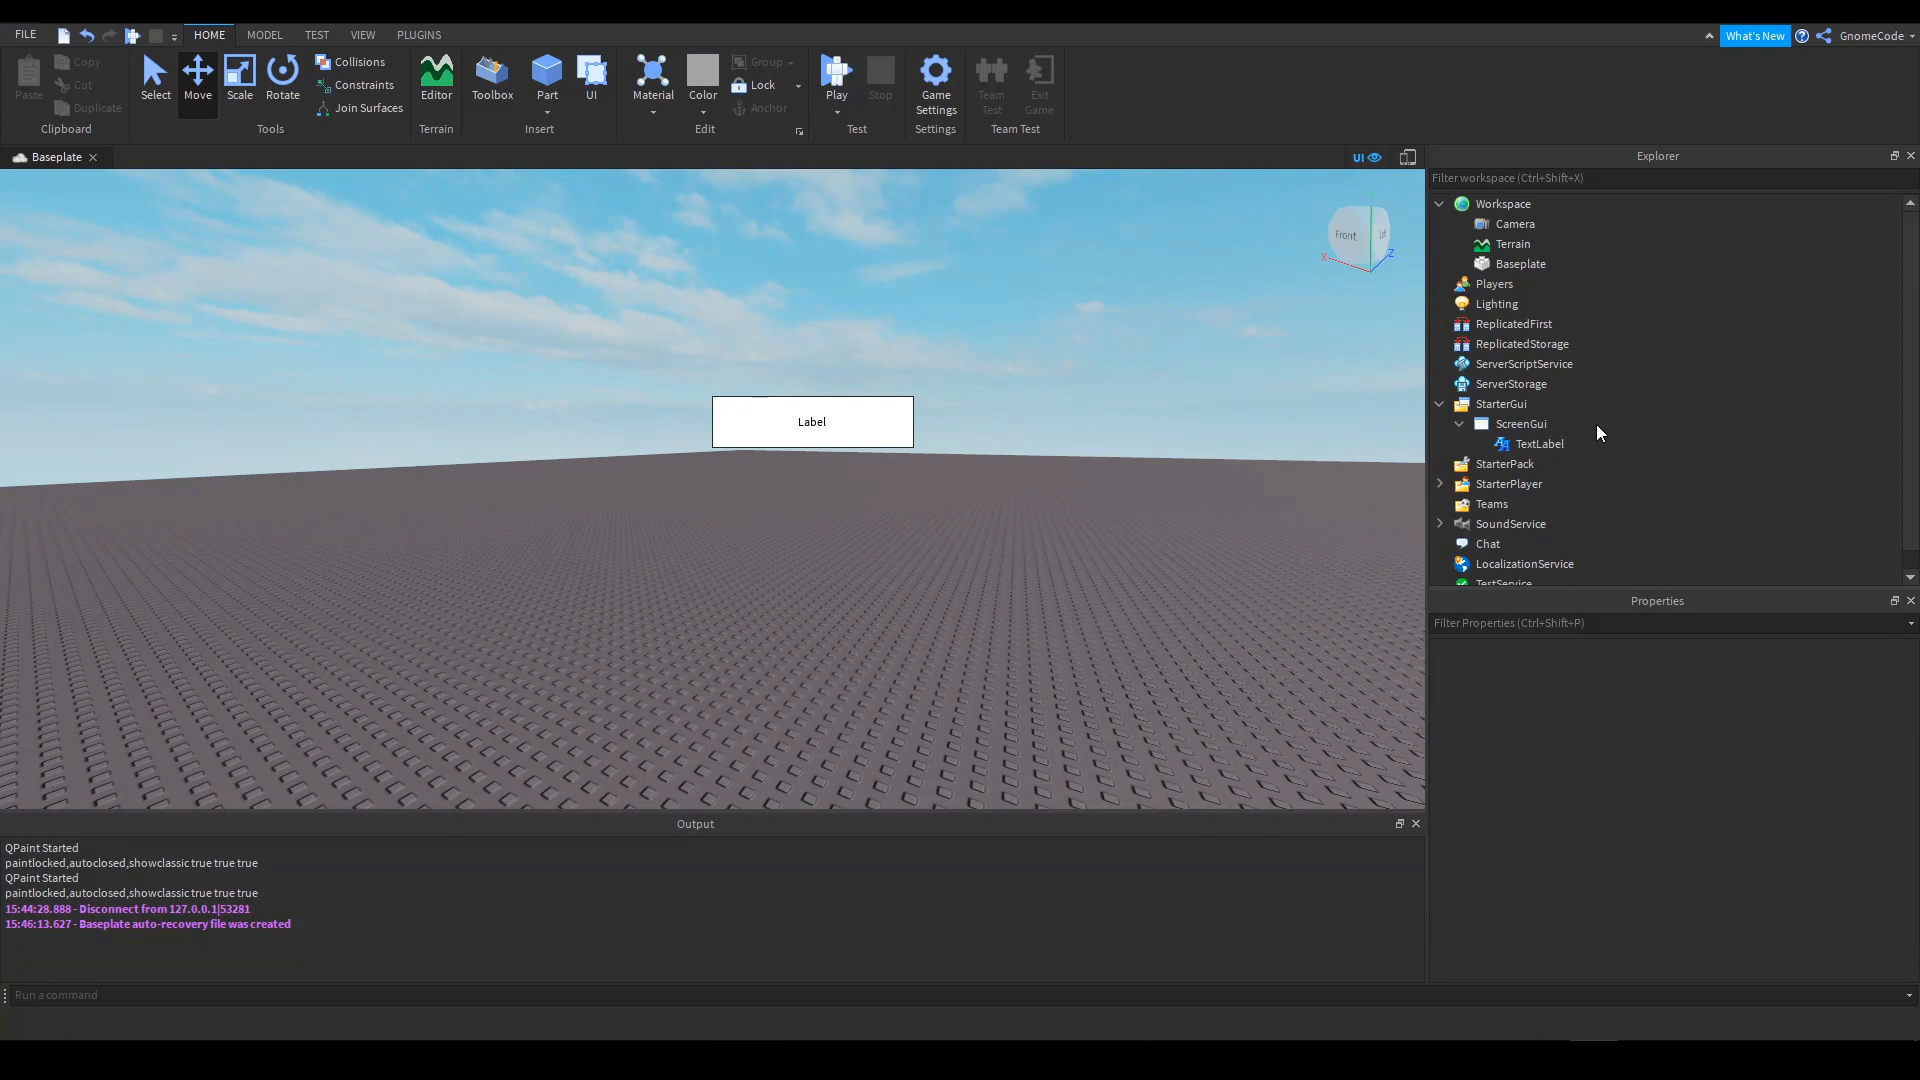 FILE HOME MODEL TEST VIEW PLUGINS What's New GnomeCode
Paste Copy Cut Duplicate Clipboard
Select Move Scale Rotate Collisions Constraints Join Surfaces Tools
Editor Terrain
Toolbox Part UI Insert
Material Color Group Lock Anchor Edit
Play Stop Test
Game Settings Settings
Team Test Exit Game Team Test
Baseplate
UI
Front
X
Z
Label
Explorer
Filter workspace (Ctrl+Shift+X)
Workspace
Camera
Terrain
Baseplate
Players
Lighting
ReplicatedFirst
ReplicatedStorage
ServerScriptService
ServerStorage
StarterGui
ScreenGui
TextLabel
StarterPack
StarterPlayer
Teams
SoundService
Chat
LocalizationService
TestService
Properties
Filter Properties (Ctrl+Shift+P)
Output
QPaint Started
paintlocked,autoclosed,showclassic true true true
QPaint Started
paintlocked,autoclosed,showclassic true true true
15:44:28.888 - Disconnect from 127.0.0.1|53281
15:46:13.627 - Baseplate auto-recovery file was created
Run a command